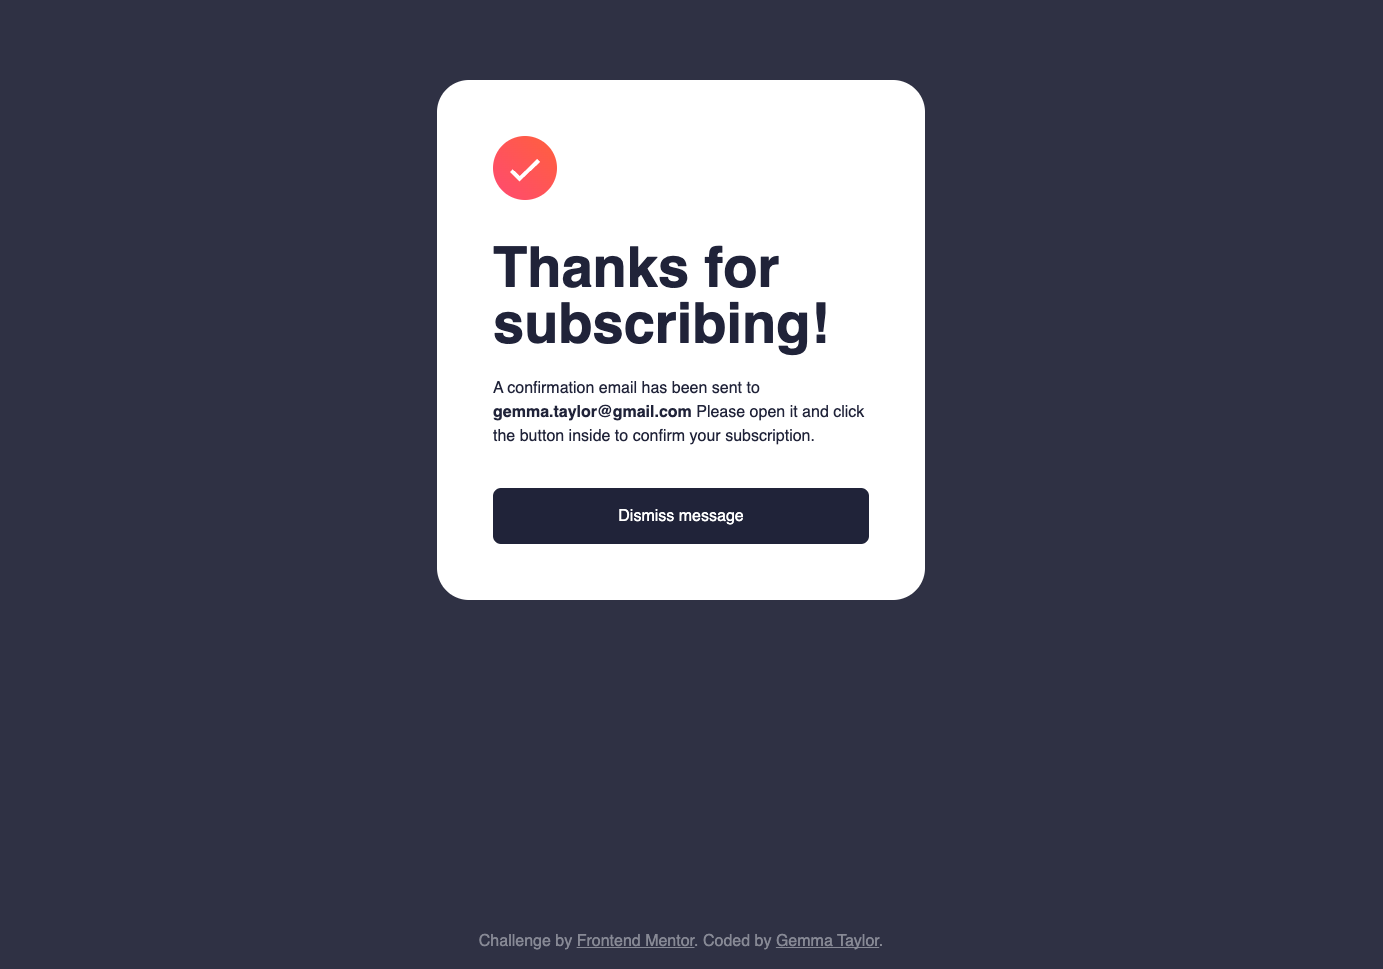 Thanks for
subscribing!
A confirmation email has been sent to
gemma.taylor@gmail.com Please open it and click
the button inside to confirm your subscription.
Dismiss message
Challenge by Frontend Mentor. Coded by Gemma Taylor.